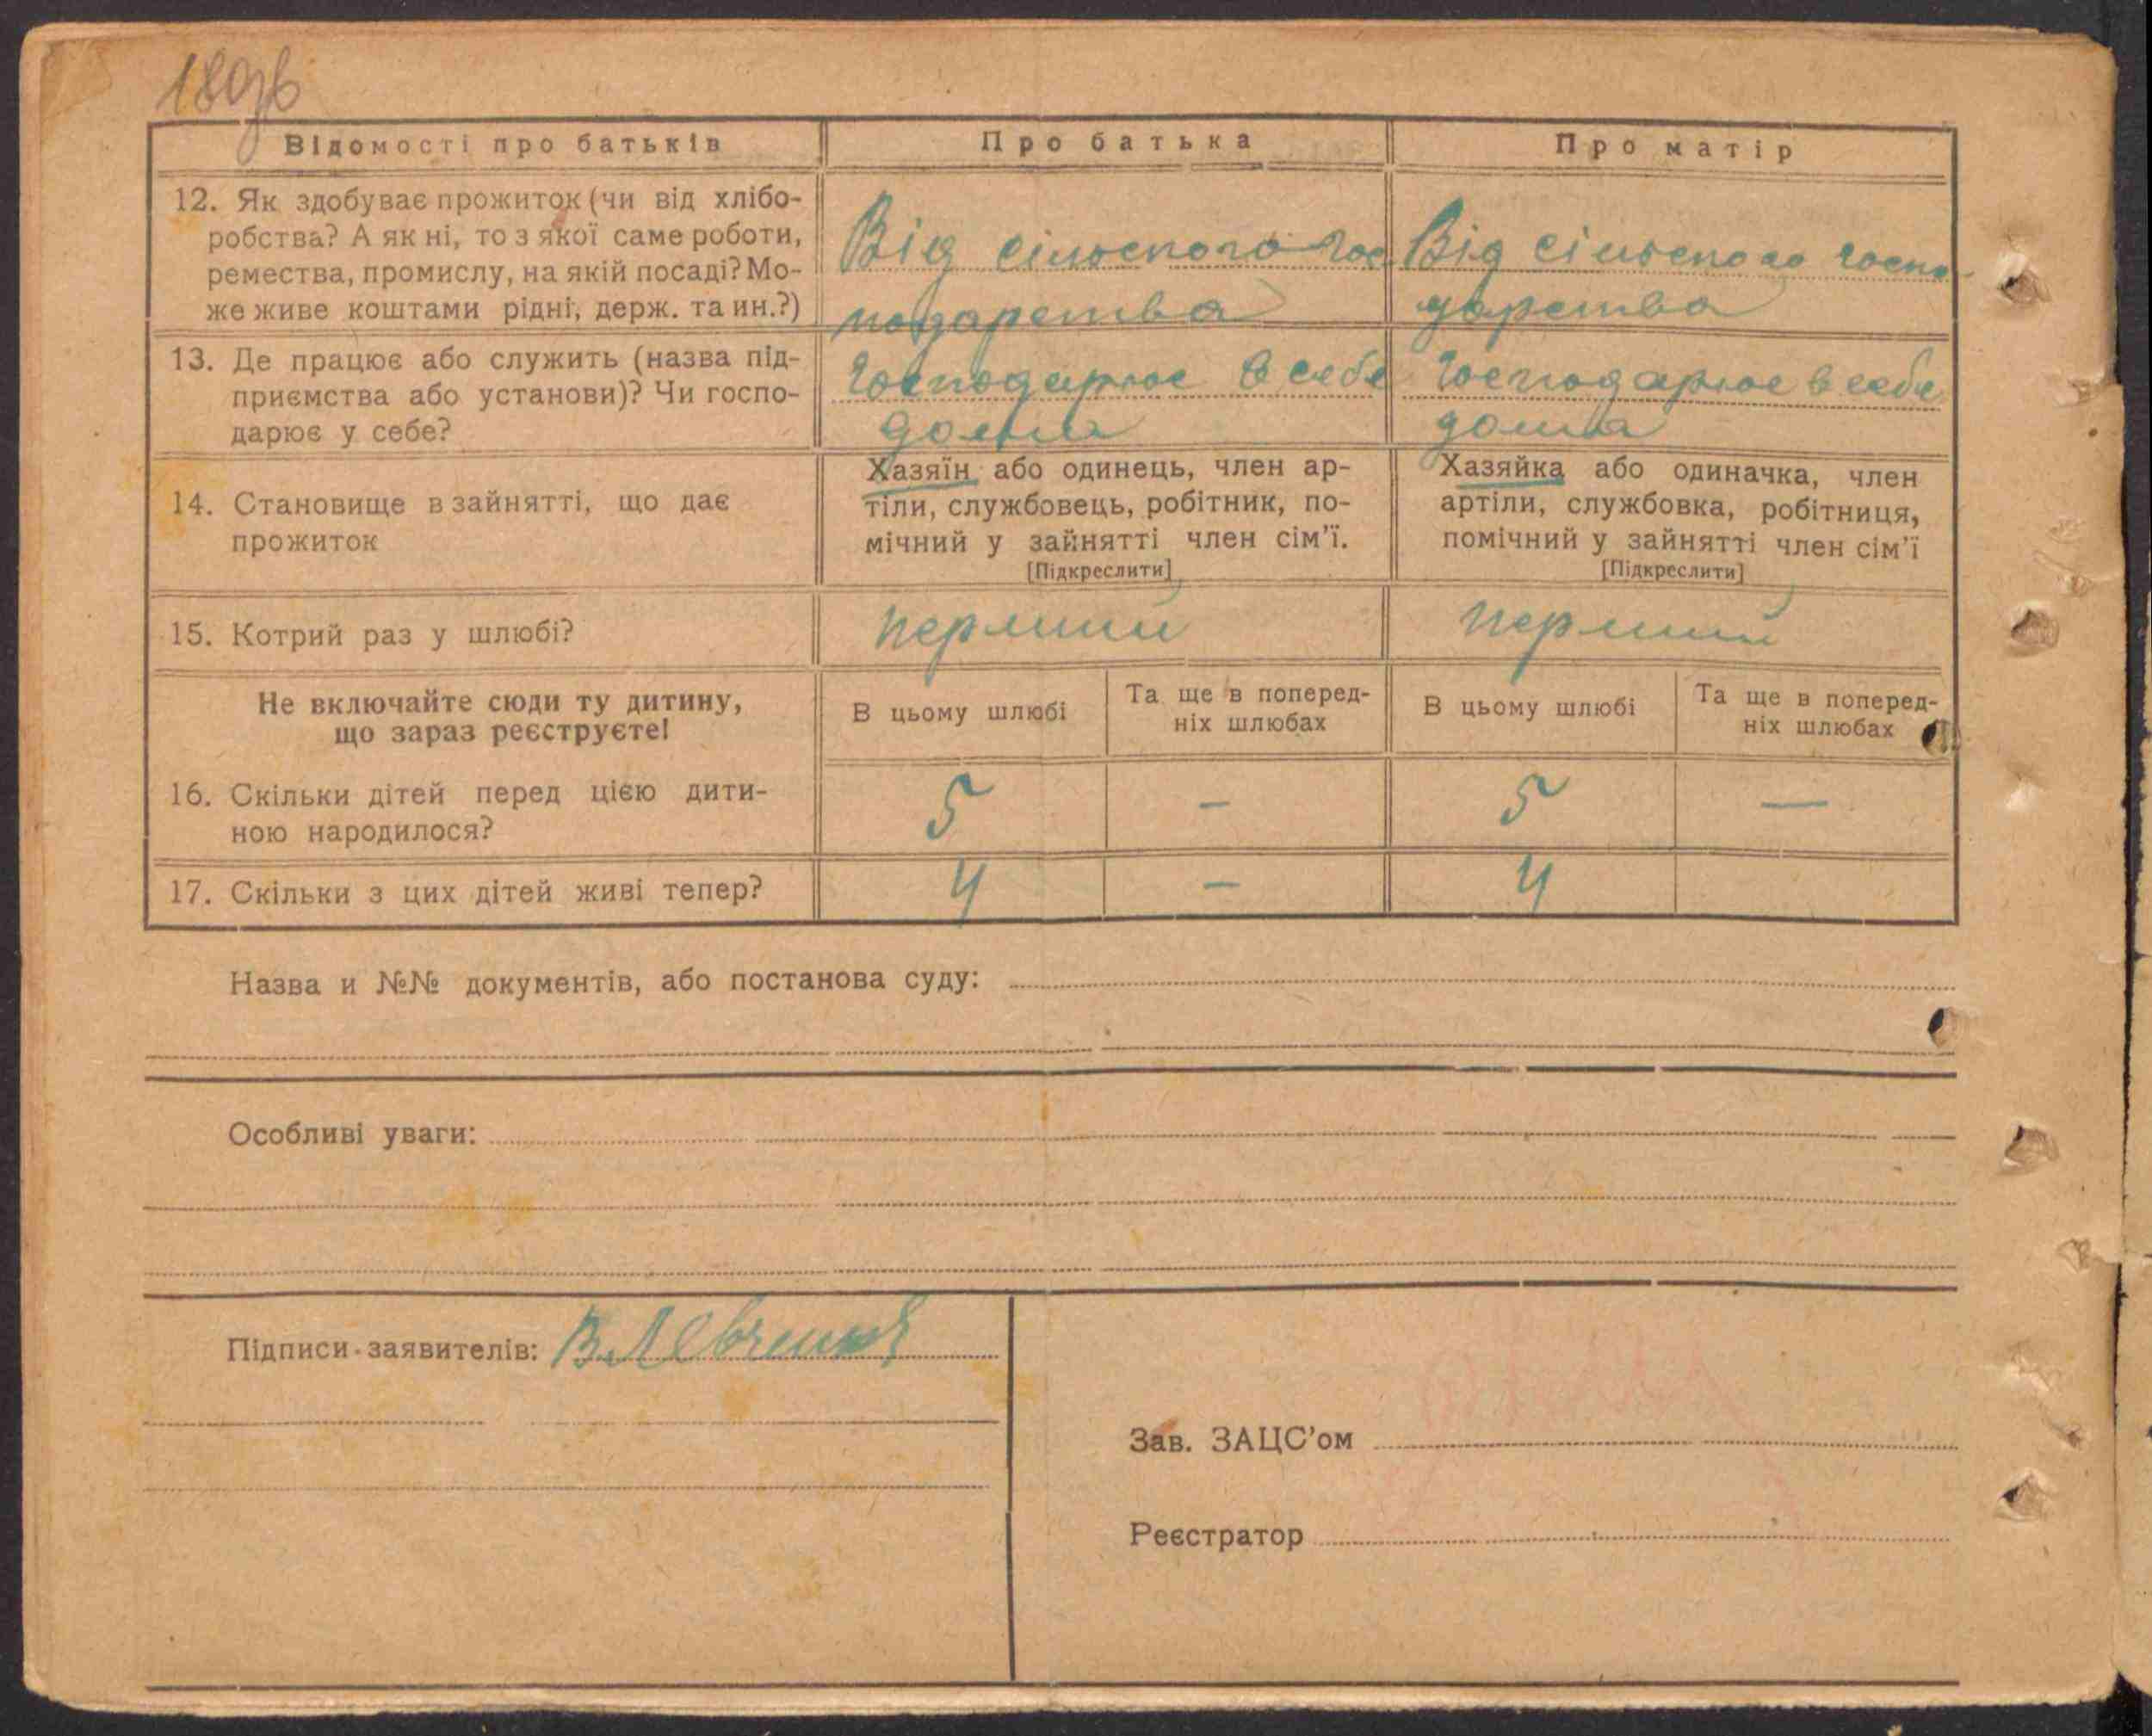 180зв
Відомості про батьків
Про батька
Про матір
12. Як здобуває прожиток (чи від хлібо-
робства? А як ні, то з якої саме роботи,
ремества, промислу, на якій посаді? Мо-
же живе коштами рідні, держ. та ин.?)
Від сільського гос
подарства
Від сільського госпо
дарства
13. Де працює або служить (назва під-
приємства або установи)? Чи госпо-
дарює у себе?
Господарює в себе
дома
Господарює в себе
дома
14. Становище в зайнятті, що дає
прожиток
Хазяїн або одинець, член ар-
тіли, службовець, робітник, по-
мічний у зайнятті член сім'ї.
[Підкреслити]
Хазяйка або одиначка, член
артіли, службовка, робітниця,
помічний у зайнятті член сім'ї
[Підкреслити]
15. Котрий раз у шлюбі?
перший
перший
Не включайте сюди ту дитину,
що зараз реєструєте!
В цьому шлюбі
Та ще в поперед-
ніх шлюбах
В цьому шлюбі
Та ще в поперед-
ніх шлюбах
16. Скільки дітей перед цією дити-
ною народилося?
5
–
5
—
17. Скільки з цих дітей живі тепер?
4
–
4
Назва и №№ документів, або постанова суду:
Особливі уваги:
Підписи заявителів: В Левченко
Зав. ЗАЦС'ом
Реєстратор